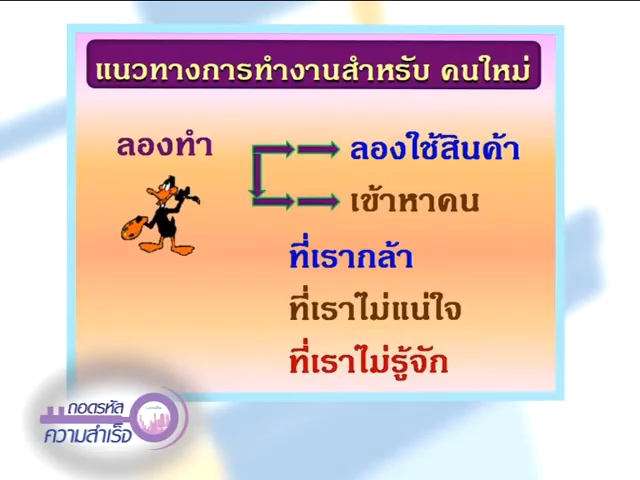 แนวทางการทำงานสำหรับ คนใหม่
ลองทำ
ลองใช้สินค้า
เข้าหาคน
ที่เรากล้า
ที่เราไม่แน่ใจ
ที่เราไม่รู้จัก
ถอดรหัส
ความสำเร็จ